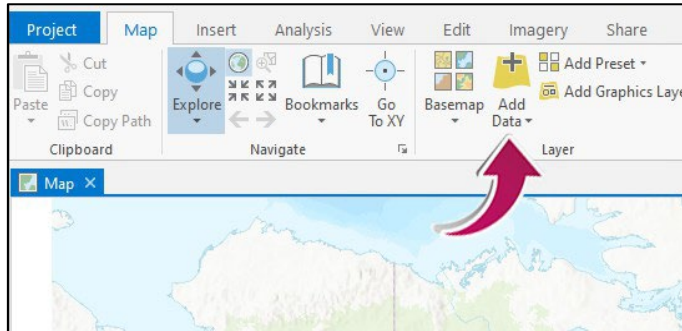 Project Map Insert Analysis View Edit Imagery Share
Cut
Copy
Copy Path
Paste
Clipboard
Explore
Bookmarks
Go
To XY
Navigate
Basemap
Add
Data
Add Preset
Add Graphics Laye
Layer
Map